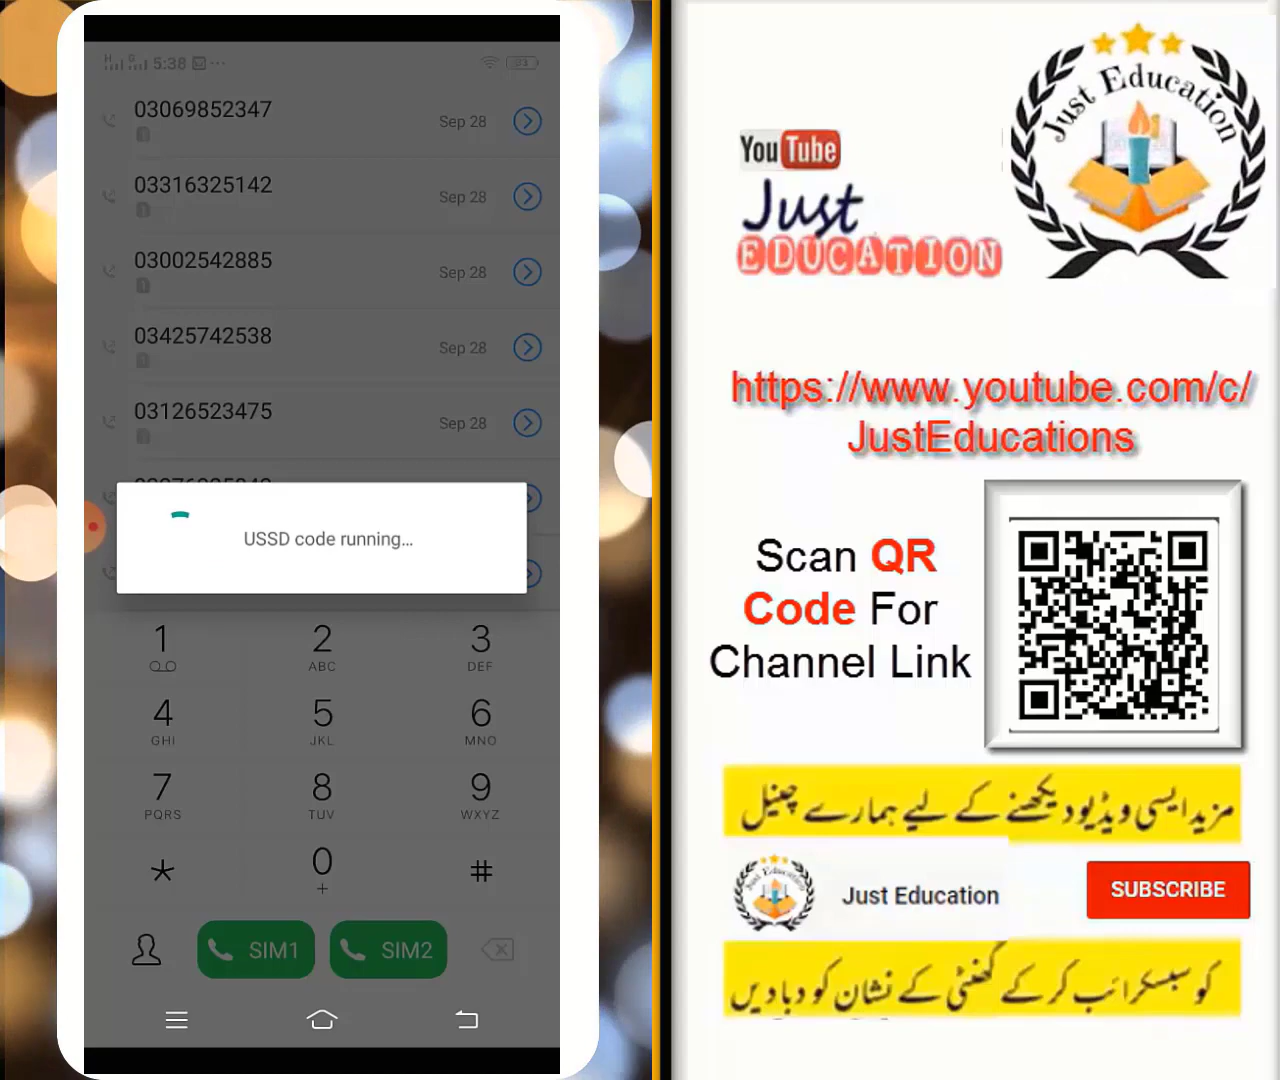 5:38
03069852347
Sep 28
03316325142
Sep 28
03002542885
Sep 28
03425742538
Sep 28
03126523475
Sep 28
USSD code running...
1
2 ABC
3 DEF
4 GHI
5 JKL
6 MNO
7 PQRS
8 TUV
9 WXYZ
*
0 +
#
SIM1
SIM2
You Tube
Just
EDUCATION
Just Education
https://www.youtube.com/c/
JustEducations
Scan QR
Code For
Channel Link
مزید ایسی ویڈیو دیکھنے کے لیے ہمارے چینل
Just Education
Just Education
SUBSCRIBE
کو سبسکرائب کر کے گھنٹی کے نشان کو دبا دیں